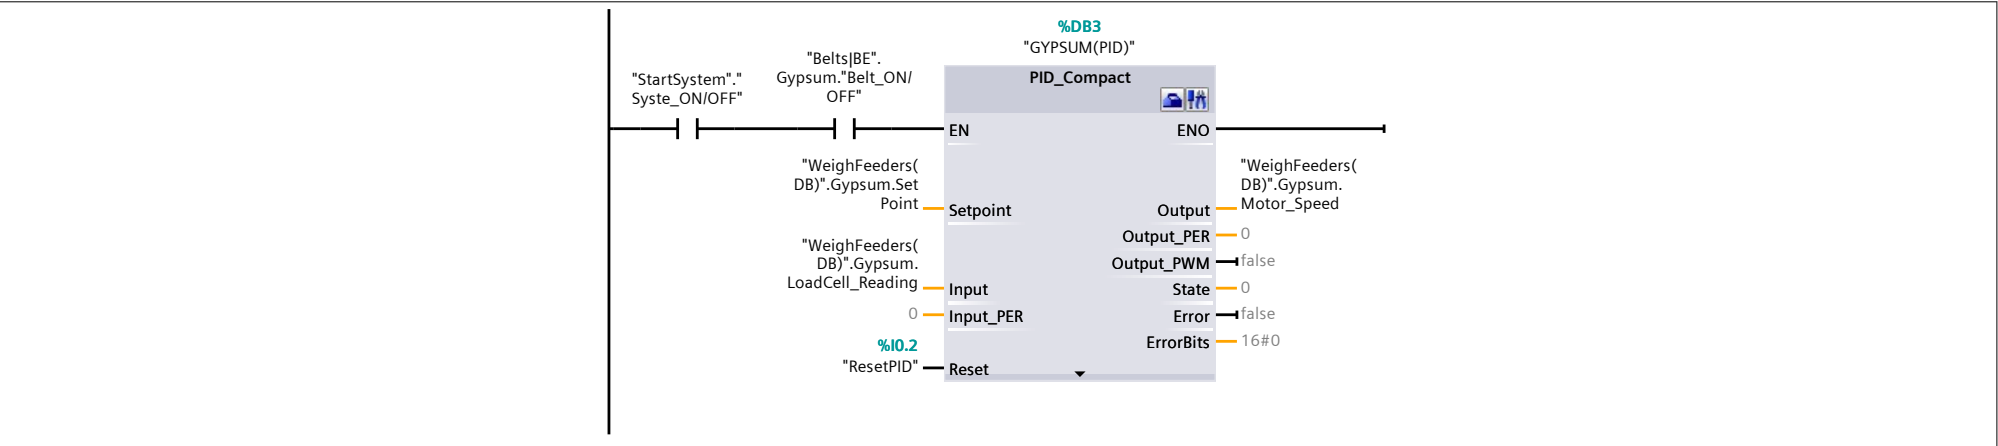 %DB3
"GYPSUM(PID)"
"Belts|BE".
Gypsum."Belt_ON/
OFF"
"StartSystem"."
Syste_ON/OFF"
PID_Compact
EN
ENO
"WeighFeeders(
DB)".Gypsum.Set
Point
Setpoint
"WeighFeeders(
DB)".Gypsum.
Motor_Speed
Output
Output_PER
0
"WeighFeeders(
DB)".Gypsum.
LoadCell_Reading
Input
Output_PWM
false
State
0
0
Input_PER
Error
false
ErrorBits
16#0
%I0.2
"ResetPID"
Reset